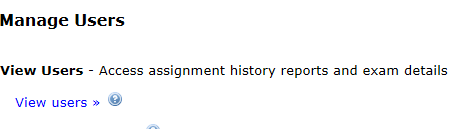 Manage Users
View Users - Access assignment history reports and exam details
View users »